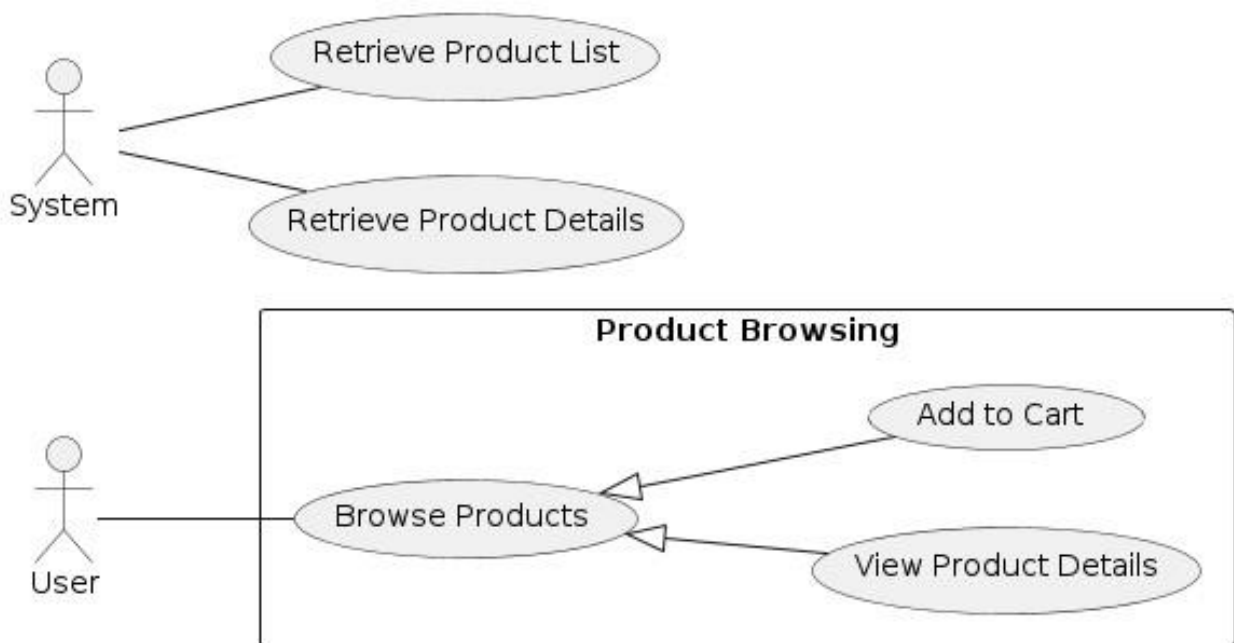 Retrieve Product List
System
Retrieve Product Details
Product Browsing
Add to Cart
Browse Products
View Product Details
User